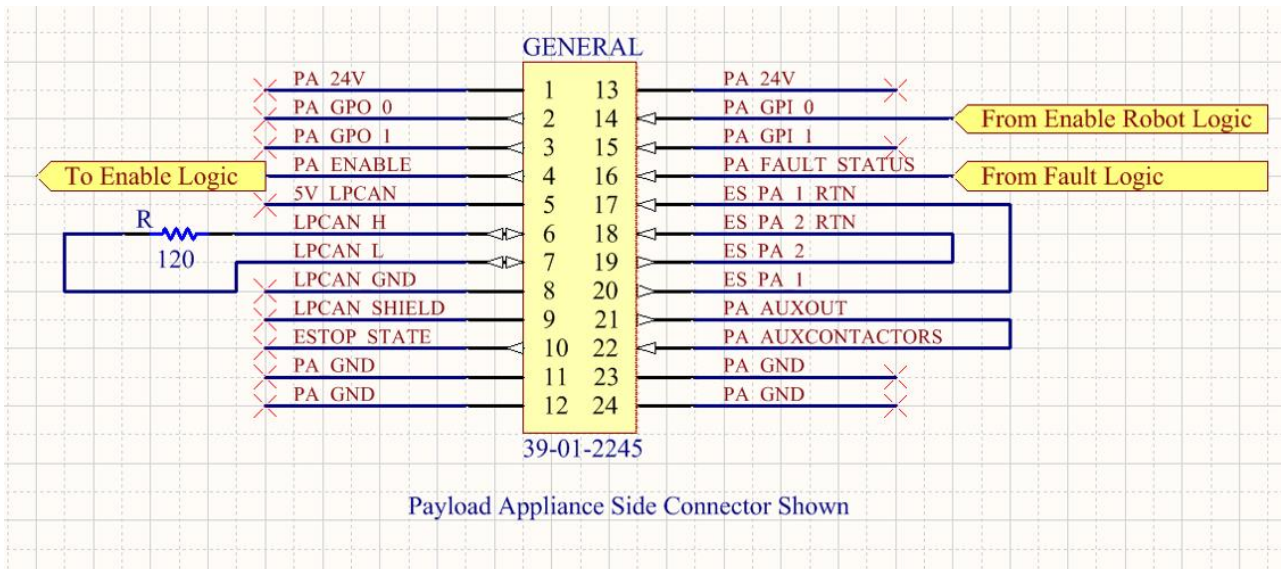 GENERAL
PA 24V 1 13 PA 24V
PA GPO 0 2 14 PA GPI 0 From Enable Robot Logic
PA GPO 1 3 15 PA GPI 1
To Enable Logic PA ENABLE 4 16 PA FAULT STATUS From Fault Logic
5V LPCAN 5 17 ES PA 1 RTN
R LPCAN H 6 18 ES PA 2 RTN
120 LPCAN L 7 19 ES PA 2
LPCAN GND 8 20 ES PA 1
LPCAN SHIELD 9 21 PA AUXOUT
ESTOP STATE 10 22 PA AUXCONTACTORS
PA GND 11 23 PA GND
PA GND 12 24 PA GND
39-01-2245
Payload Appliance Side Connector Shown